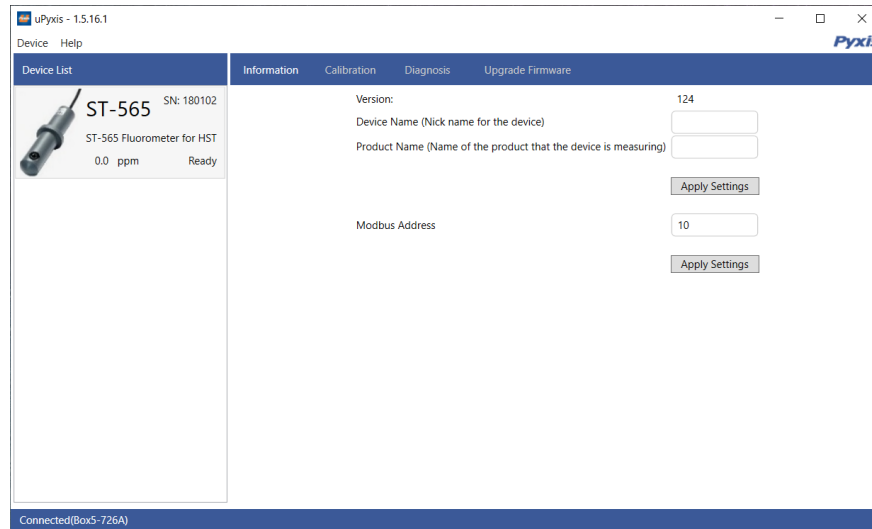 uPyxis - 1.5.16.1
Device Help
Device List
ST-565
SN: 180102
ST-565 Fluorometer for HST
0.0 ppm Ready
Information Calibration Diagnosis Upgrade Firmware
Version: 124
Device Name (Nick name for the device)
Product Name (Name of the product that the device is measuring)
Apply Settings
Modbus Address 10
Apply Settings
Connected(Box5-726A)